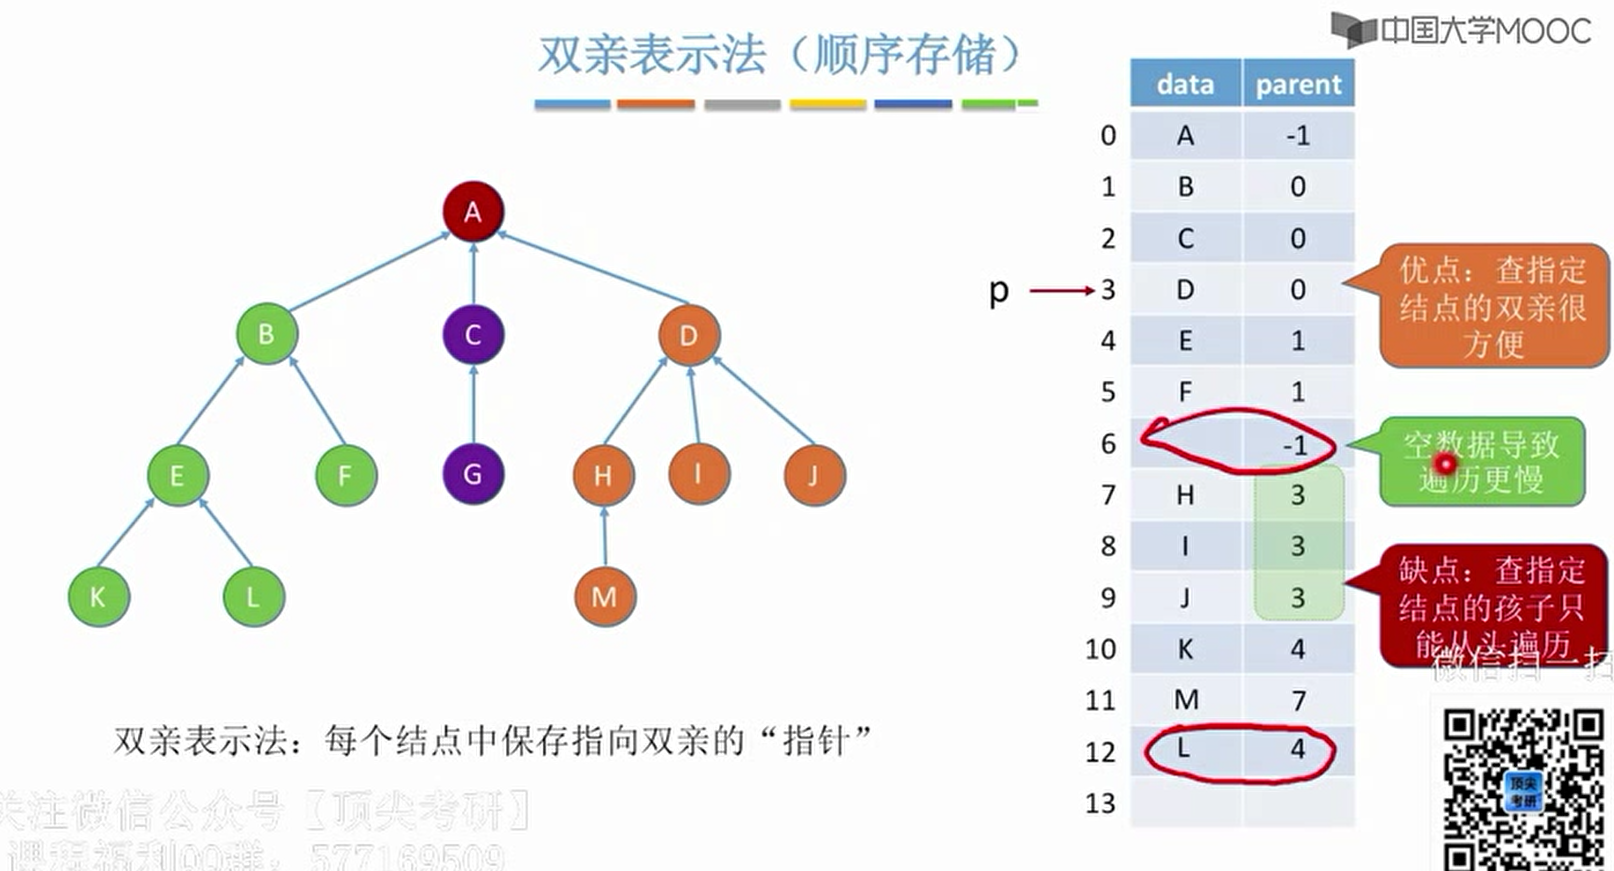 双亲表示法（顺序存储）
中国大学MOOC
A
B
C
D
E
F
G
H
I
J
K
L
M
双亲表示法：每个结点中保存指向双亲的“指针”
p
data parent
0 A -1
1 B 0
2 C 0
3 D 0
4 E 1
5 F 1
6 -1
7 H 3
8 I 3
9 J 3
10 K 4
11 M 7
12 L 4
13
优点：查指定
结点的双亲很
方便
空数据导致
遍历更慢
缺点：查指定
结点的孩子只
能从头遍历
微信扫一扫
顶尖
考研
关注微信公众号【顶尖考研】
课程福利QQ群：577169509